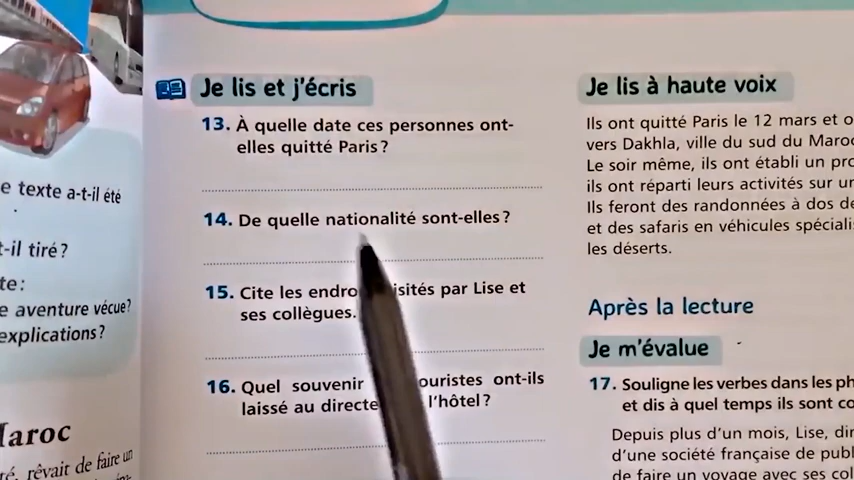 e texte a-t-il été
-il tiré?
te:
e aventure vécue?
explications?
Maroc
té, rêvait de faire un
Je lis et j'écris
13. À quelle date ces personnes ont-
elles quitté Paris?
14. De quelle nationalité sont-elles?
15. Cite les endro isités par Lise et
ses collègues.
16. Quel souvenir ouristes ont-ils
laissé au directe l'hôtel?
Je lis à haute voix
Ils ont quitté Paris le 12 mars et o
vers Dakhla, ville du sud du Maroc
Le soir même, ils ont établi un pro
ils ont réparti leurs activités sur un
Ils feront des randonnées à dos de
et des safaris en véhicules spéciali
les déserts.
Après la lecture
Je m'évalue
17. Souligne les verbes dans les ph
et dis à quel temps ils sont co
Depuis plus d'un mois, Lise, dir
d'une société française de publ
de faire un voyage avec ses col